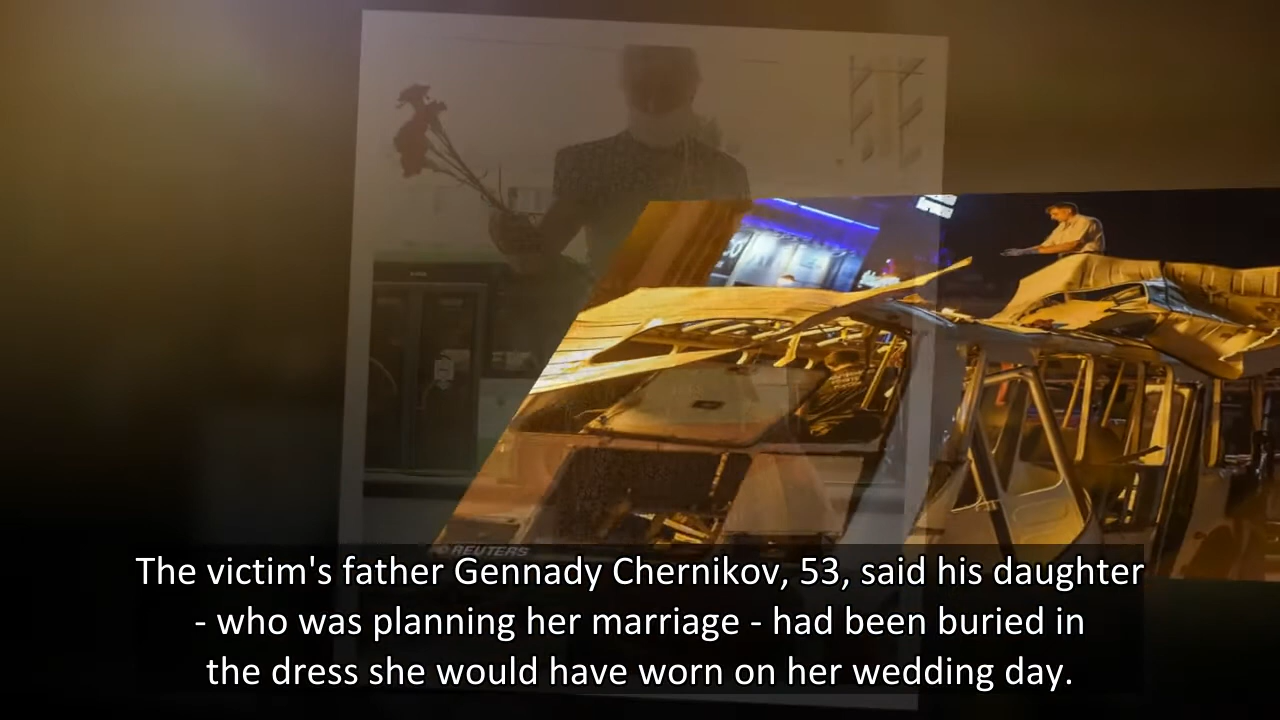 © REUTERS
The victim's father Gennady Chernikov, 53, said his daughter
- who was planning her marriage - had been buried in
the dress she would have worn on her wedding day.